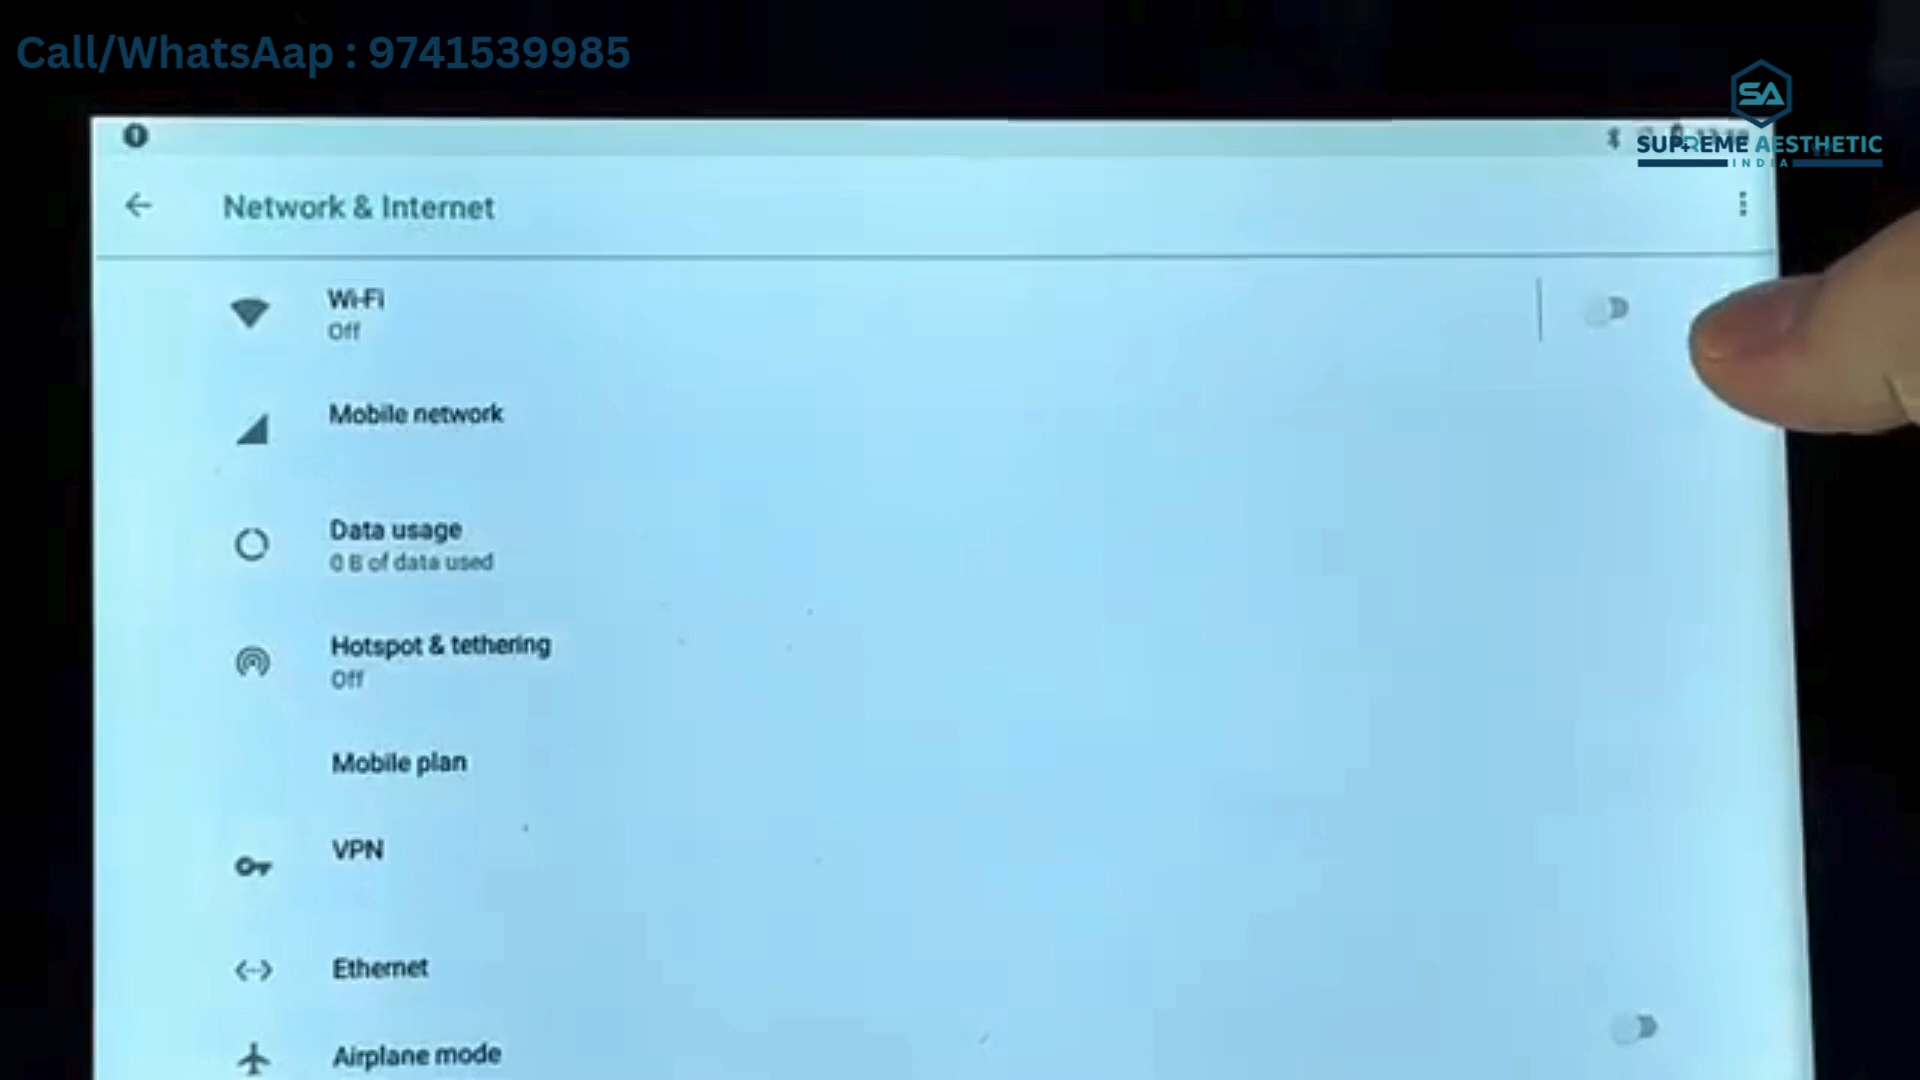 Call/WhatsAap : 9741539985
SA
SUPREME AESTHETIC
INDIA
Network & Internet
Wi-Fi
Off
Mobile network
Data usage
0 B of data used
Hotspot & tethering
Off
Mobile plan
VPN
Ethernet
Airplane mode